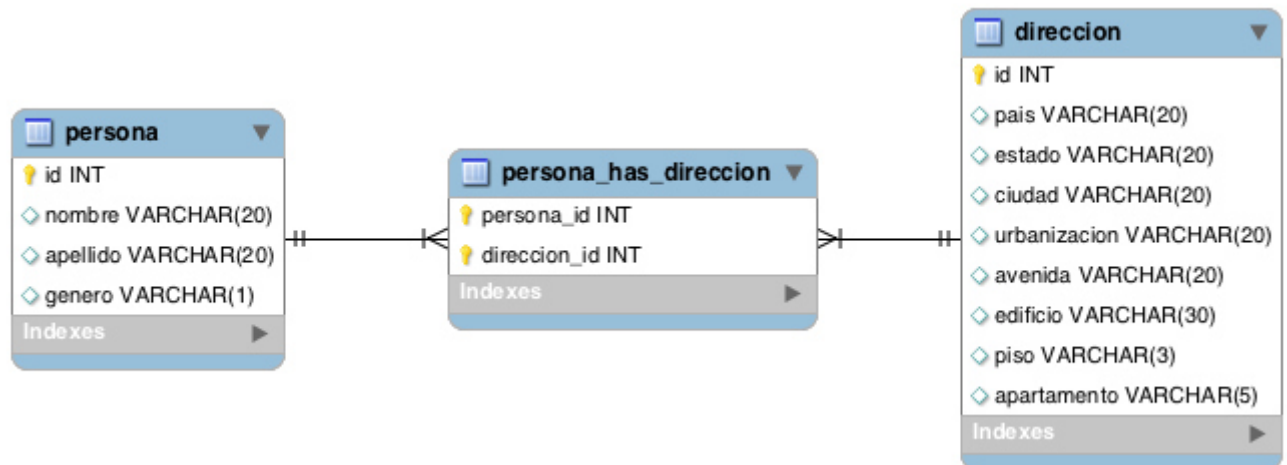 persona
id INT
nombre VARCHAR(20)
apellido VARCHAR(20)
genero VARCHAR(1)
Indexes
persona_has_direccion
persona_id INT
direccion_id INT
Indexes
direccion
id INT
pais VARCHAR(20)
estado VARCHAR(20)
ciudad VARCHAR(20)
urbanizacion VARCHAR(20)
avenida VARCHAR(20)
edificio VARCHAR(30)
piso VARCHAR(3)
apartamento VARCHAR(5)
Indexes